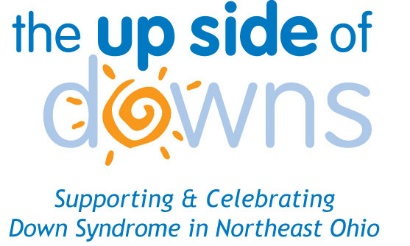 the up side of
downs
Supporting & Celebrating
Down Syndrome in Northeast Ohio